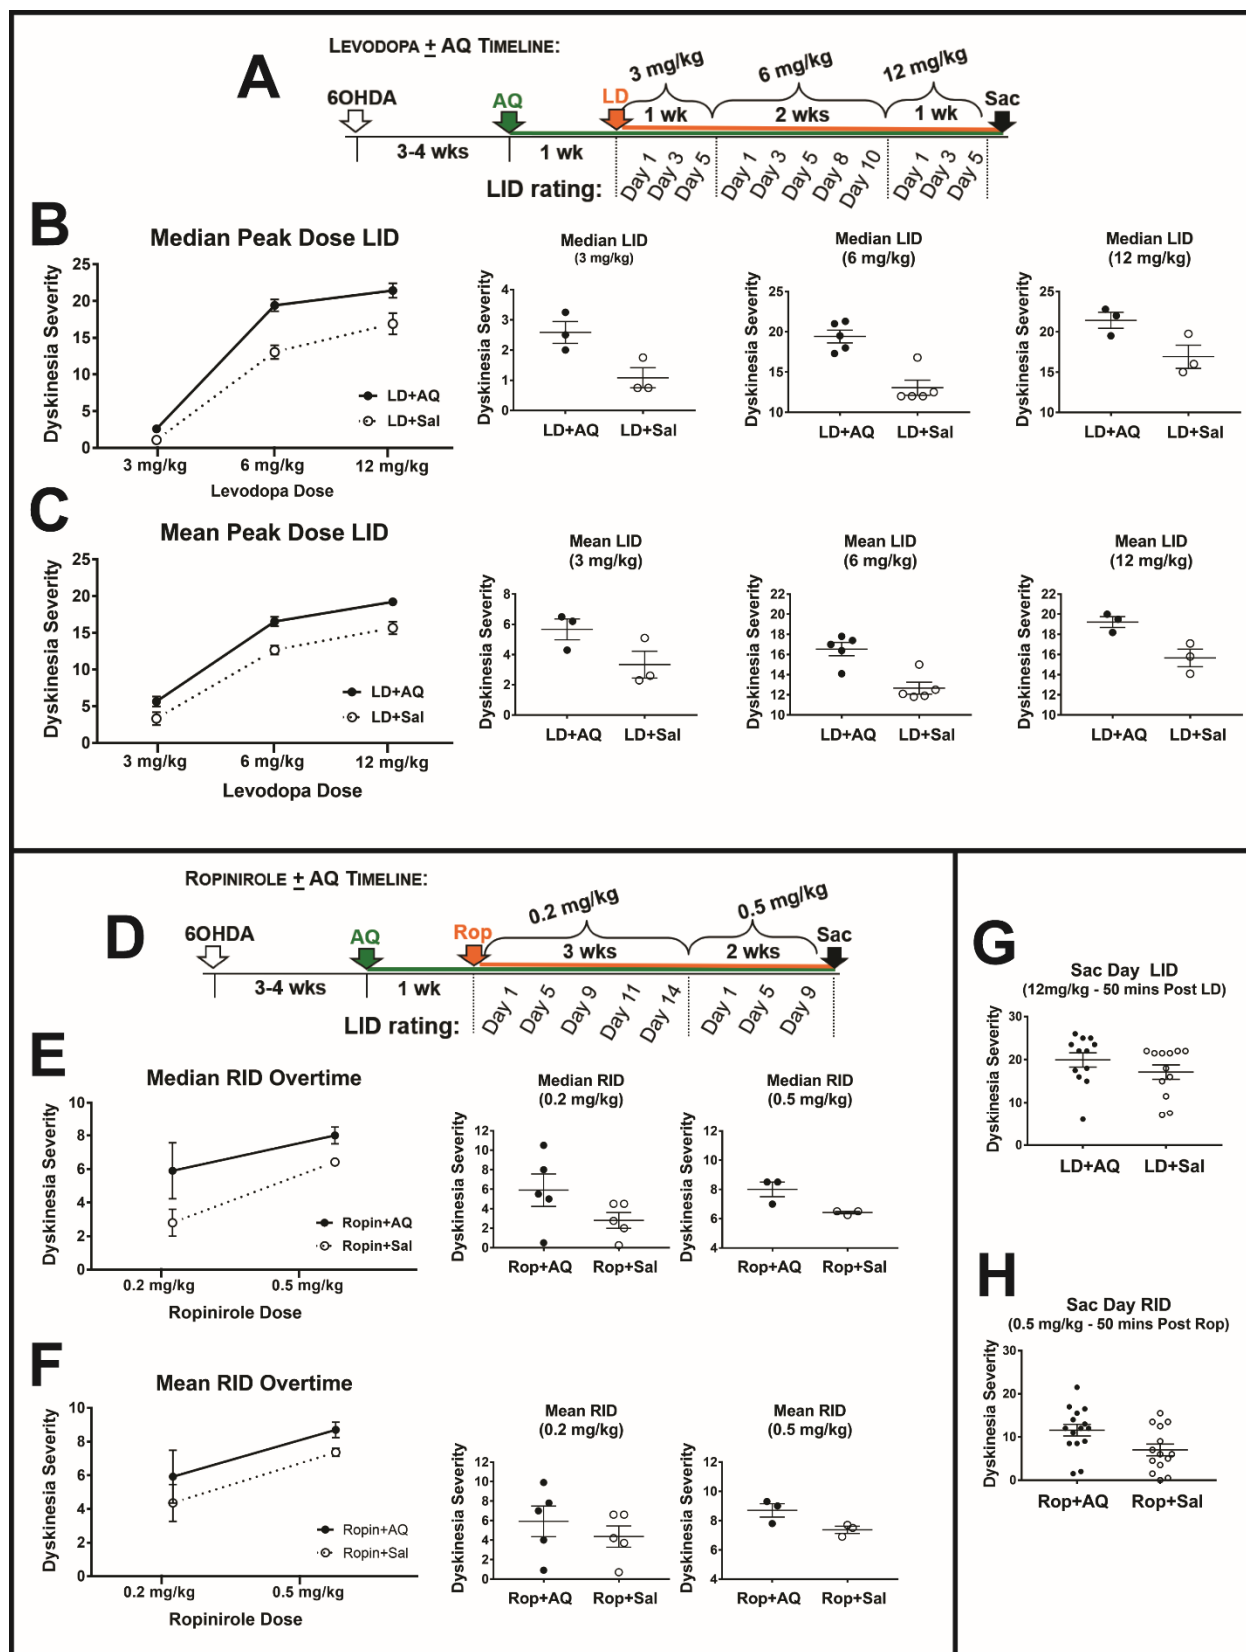 LEVODOPA ± AQ TIMELINE:
A
6OHDA
AQ
LD
3 mg/kg
6 mg/kg
12 mg/kg
Sac
3-4 wks
1 wk
1 wk
2 wks
1 wk
LID rating:
Day 1
Day 3
Day 5
Day 1
Day 3
Day 5
Day 8
Day 10
Day 1
Day 3
Day 5
B
Median Peak Dose LID
Dyskinesia Severity
25
20
15
10
5
0
LD+AQ
LD+Sal
3 mg/kg 6 mg/kg 12 mg/kg
Levodopa Dose
Median LID
(3 mg/kg)
Dyskinesia Severity
4
3
2
1
0
LD+AQ LD+Sal
Median LID
(6 mg/kg)
Dyskinesia Severity
25
20
15
10
LD+AQ LD+Sal
Median LID
(12 mg/kg)
Dyskinesia Severity
25
20
15
10
LD+AQ LD+Sal
C
Mean Peak Dose LID
Dyskinesia Severity
25
20
15
10
5
0
LD+AQ
LD+Sal
3 mg/kg 6 mg/kg 12 mg/kg
Levodopa Dose
Mean LID
(3 mg/kg)
Dyskinesia Severity
8
6
4
2
0
LD+AQ LD+Sal
Mean LID
(6 mg/kg)
Dyskinesia Severity
22
20
18
16
14
12
10
LD+AQ LD+Sal
Mean LID
(12 mg/kg)
Dyskinesia Severity
22
20
18
16
14
12
10
LD+AQ LD+Sal
ROPINIROLE ± AQ TIMELINE:
D
6OHDA
AQ
Rop
0.2 mg/kg
0.5 mg/kg
Sac
3-4 wks
1 wk
3 wks
2 wks
LID rating:
Day 1
Day 5
Day 9
Day 11
Day 14
Day 1
Day 5
Day 9
E
Median RID Overtime
Dyskinesia Severity
10
8
6
4
2
0
Ropin+AQ
Ropin+Sal
0.2 mg/kg 0.5 mg/kg
Ropinirole Dose
Median RID
(0.2 mg/kg)
Dyskinesia Severity
12
10
8
6
4
2
0
Rop+AQ Rop+Sal
Median RID
(0.5 mg/kg)
Dyskinesia Severity
12
10
8
6
4
Rop+AQ Rop+Sal
F
Mean RID Overtime
Dyskinesia Severity
10
8
6
4
2
0
Ropin+AQ
Ropin+Sal
0.2 mg/kg 0.5 mg/kg
Ropinirole Dose
Mean RID
(0.2 mg/kg)
Dyskinesia Severity
12
10
8
6
4
2
0
Rop+AQ Rop+Sal
Mean RID
(0.5 mg/kg)
Dyskinesia Severity
12
10
8
6
4
Rop+AQ Rop+Sal
G
Sac Day LID
(12mg/kg - 50 mins Post LD)
Dyskinesia Severity
30
20
10
0
LD+AQ LD+Sal
H
Sac Day RID
(0.5 mg/kg - 50 mins Post Rop)
Dyskinesia Severity
30
20
10
0
Rop+AQ Rop+Sal